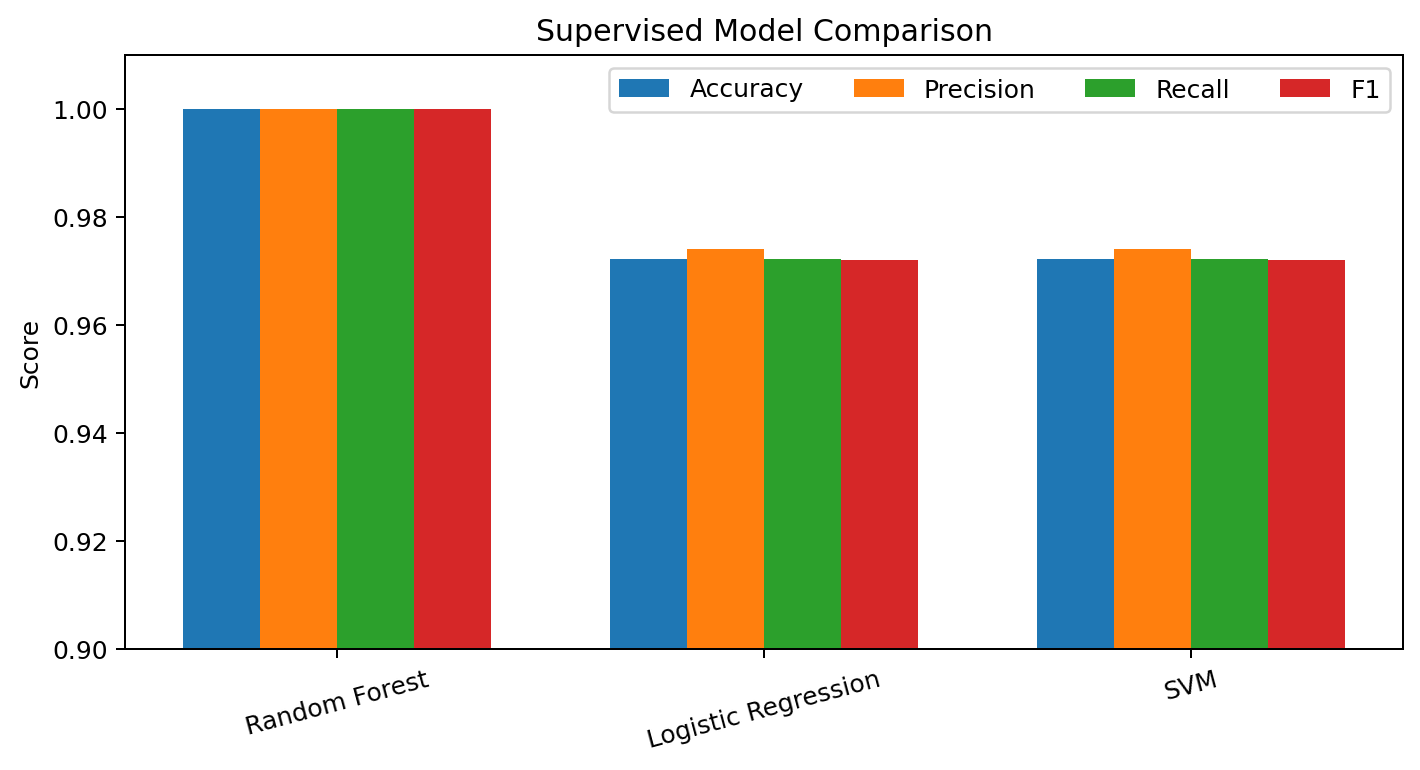 Supervised Model Comparison
Accuracy Precision Recall F1
1.00
0.98
0.96
0.94
0.92
0.90
Score
Random Forest
Logistic Regression
SVM